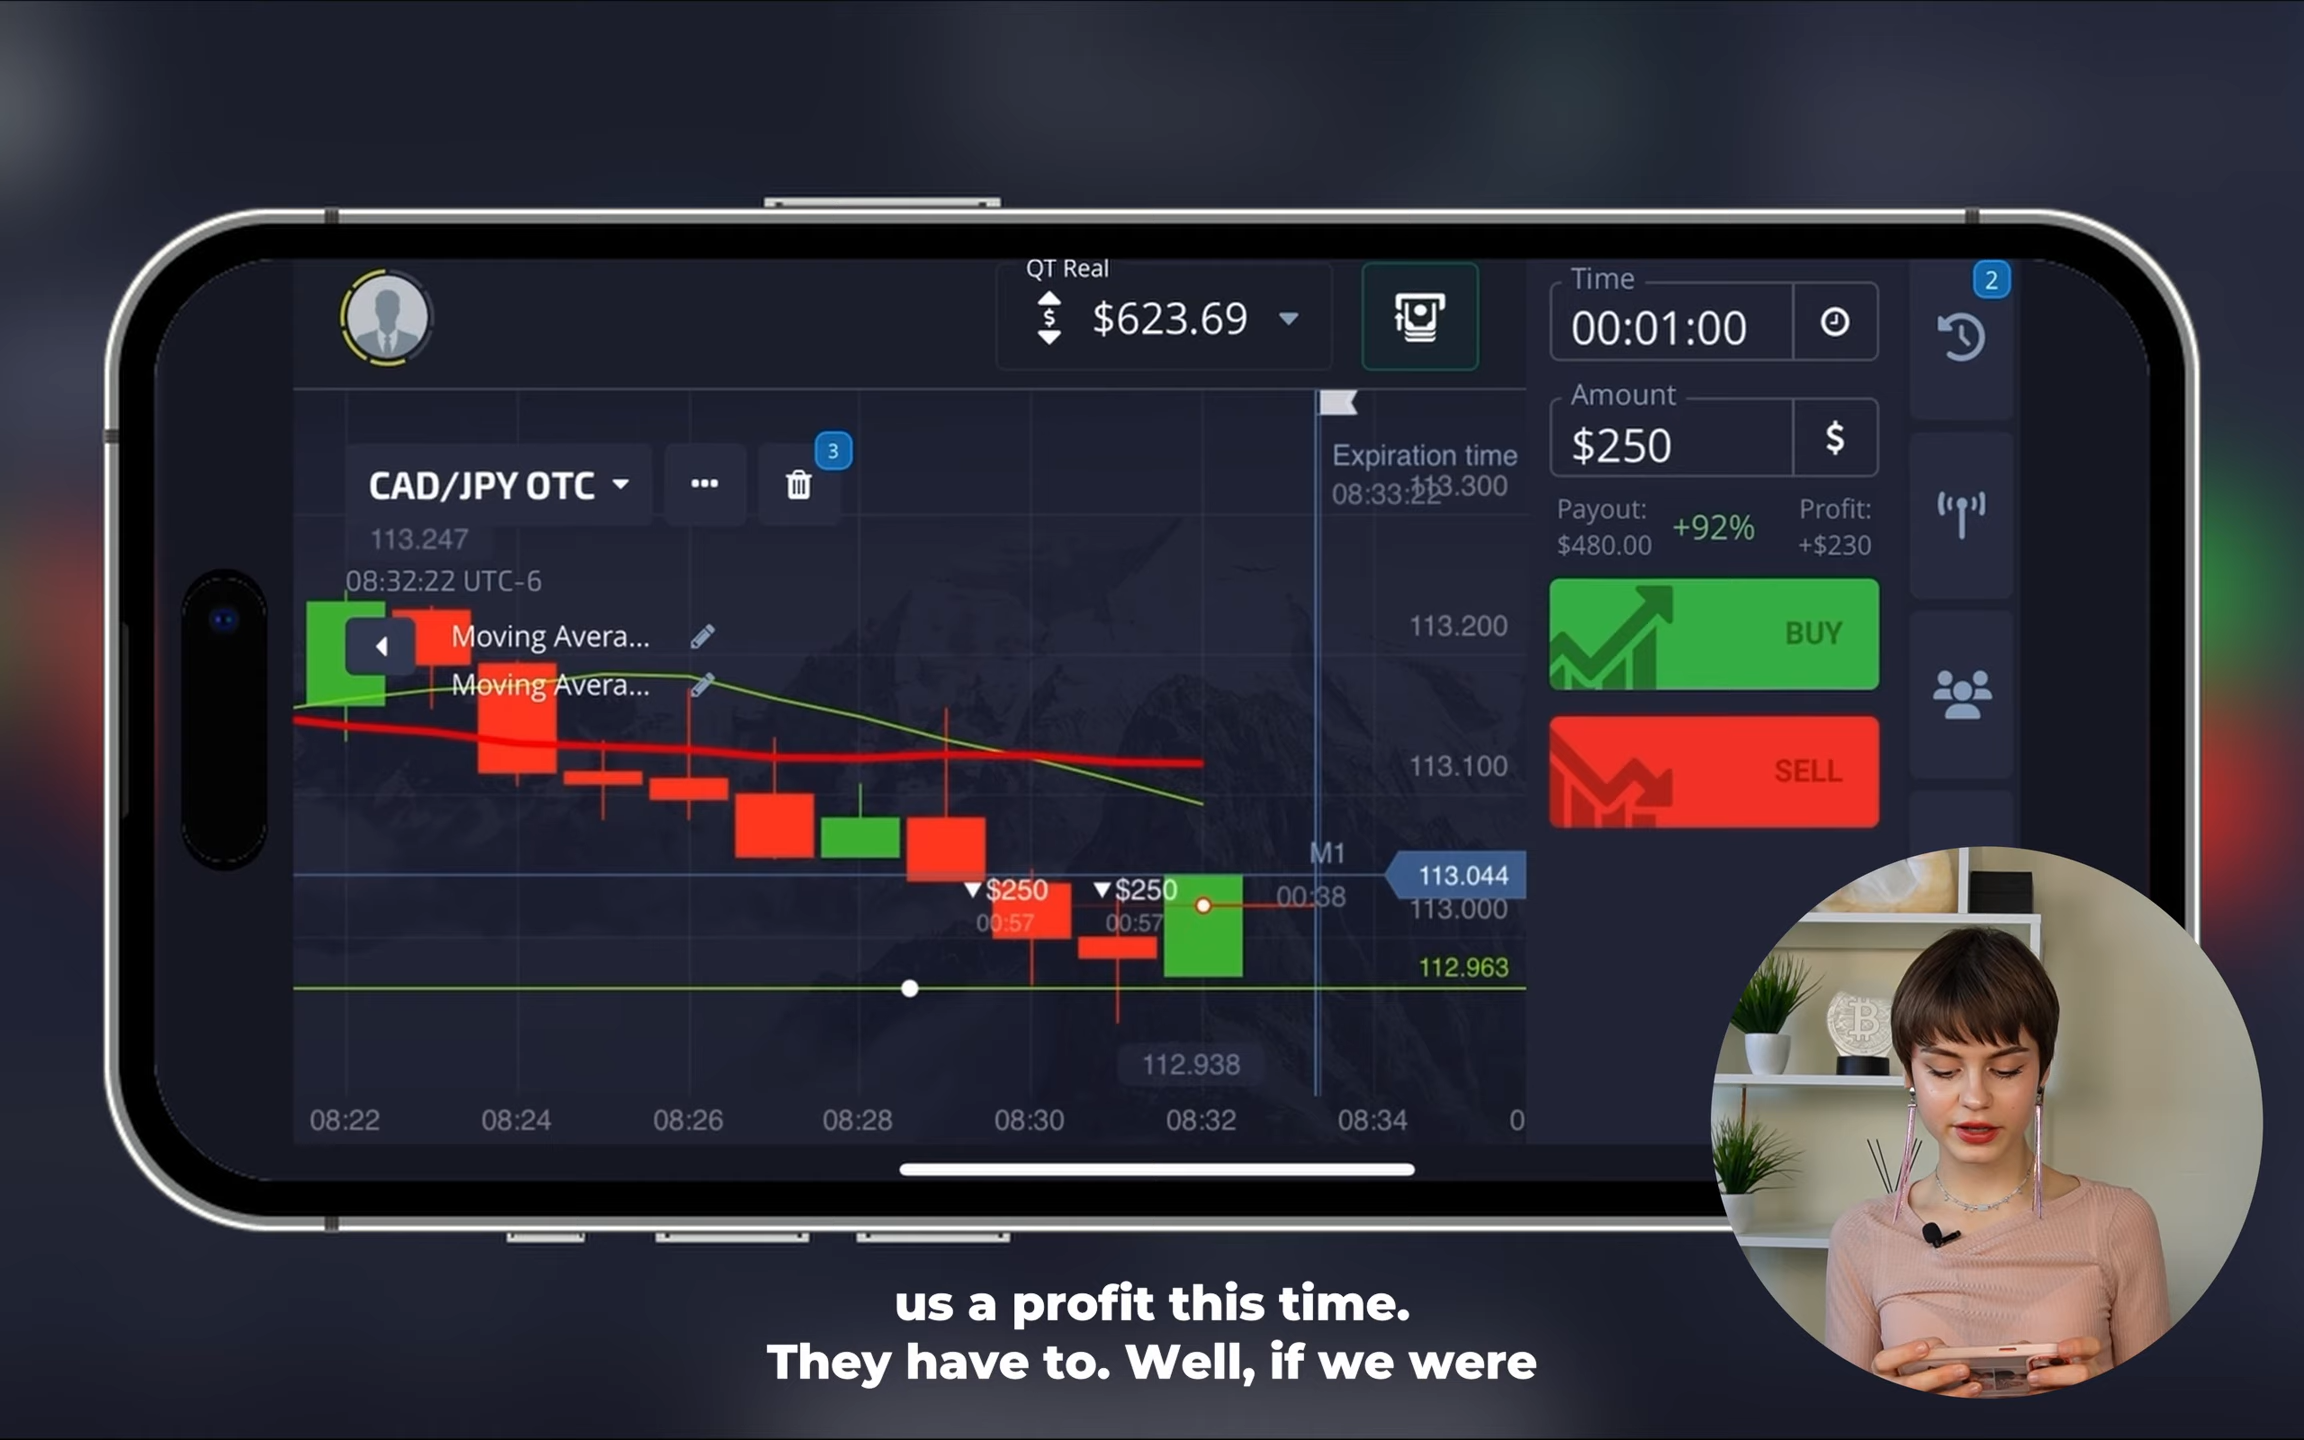 QT Real
$
$623.69
Time
00:01:00
2
Amount
$250
$
Payout:
$480.00
+92%
Profit:
+$230
BUY
SELL
CAD/JPY OTC
3
113.247
08:32:22 UTC-6
Moving Avera...
Moving Avera...
Expiration time
08:33:22
113.300
113.200
113.100
M1
00:38
113.044
113.000
112.963
$250
00:57
$250
00:57
112.938
08:22
08:24
08:26
08:28
08:30
08:32
08:34
0
B
us a profit this time.
They have to. Well, if we were